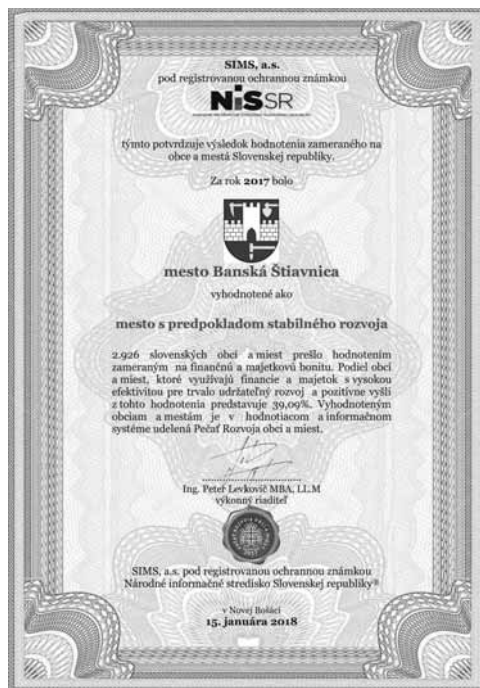 SIMS, a.s.
pod registrovanou ochrannou známkou
NiSSR
týmto potvrdzuje výsledok hodnotenia zameraného na
obce a mestá Slovenskej republiky.
Za rok 2017 bolo
mesto Banská Štiavnica
vyhodnotené ako
mesto s predpokladom stabilného rozvoja
2.926 slovenských obcí a miest prešlo hodnotením
zameraným na finančnú a majetkovú bonitu. Podiel obcí
a miest, ktoré využívajú financie a majetok s vysokou
efektivitou pre trvalo udržateľný rozvoj a pozitívne vyšli
z tohto hodnotenia predstavuje 39,09%. Vyhodnoteným
obciam a mestám je v hodnotiacom a informačnom
systéme udelená Pečať Rozvoja obcí a miest.
Ing. Peter Levkovič MBA, LL.M
výkonný riaditeľ
SIMS, a.s. pod registrovanou ochrannou známkou
Národné informačné stredisko Slovenskej republiky®
v Novej Bošáci
15. januára 2018